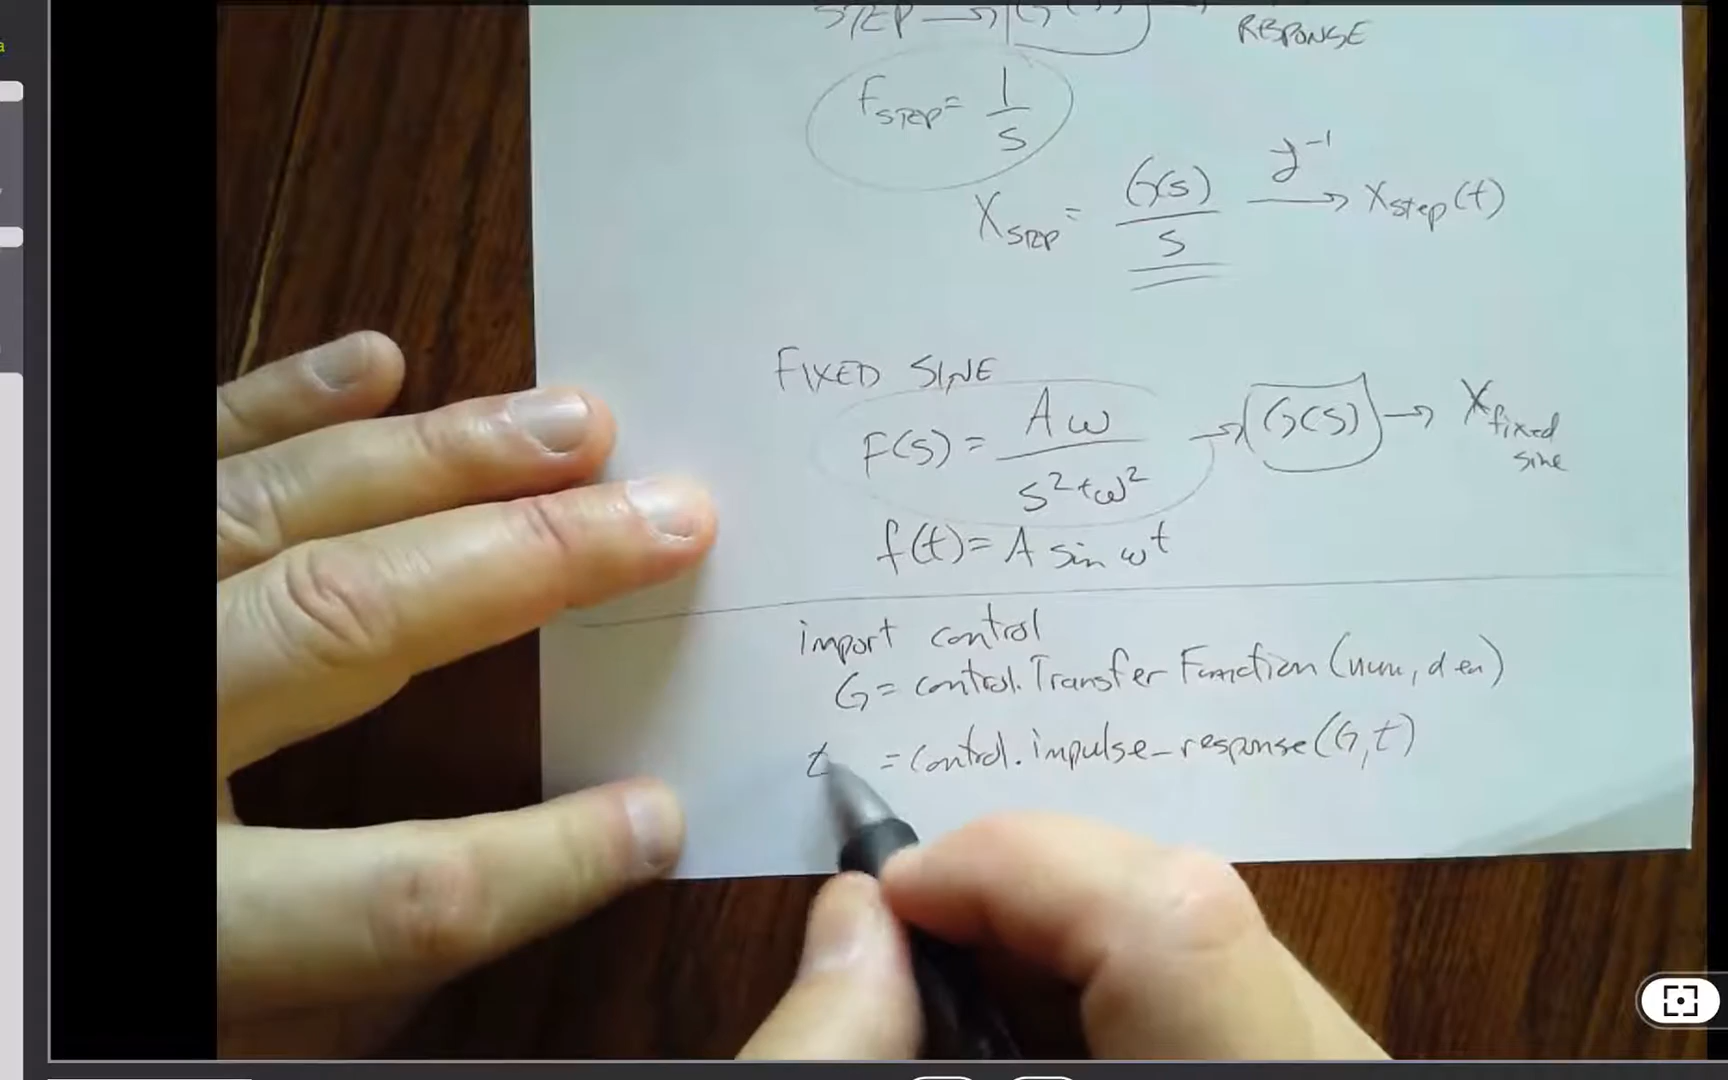 STEP → G(s) →
RESPONSE
F_STEP = 1/s
X_STEP = G(s)/s → ℒ⁻¹ x_step(t)
FIXED SINE
F(s) = Aω/(s²+ω²) → G(s) → X_fixed sine
f(t) = A sin ωt
import control
G = control.TransferFunction(num, den)
t = control.impulse_response(G,t)